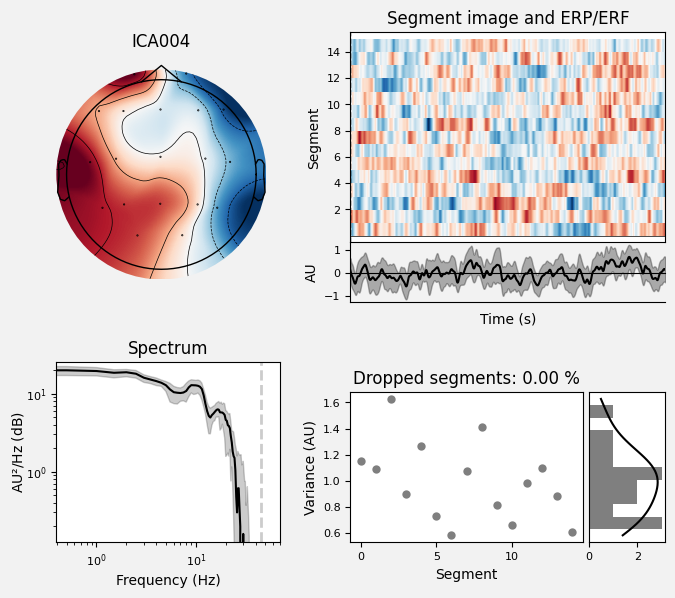 ICA004
Segment image and ERP/ERF
Segment
14
12
10
8
6
4
2
AU
1
0
−1
Time (s)
Spectrum
AU²/Hz (dB)
10¹
10⁰
10⁰ 10¹
Frequency (Hz)
Dropped segments: 0.00 %
Variance (AU)
1.6
1.4
1.2
1.0
0.8
0.6
0 5 10
Segment
0 2